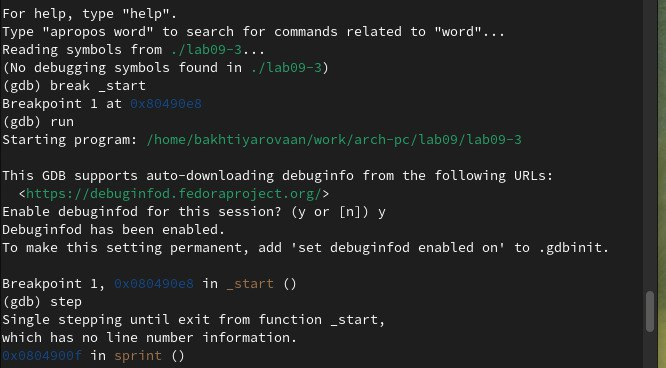 For help, type "help".
Type "apropos word" to search for commands related to "word"...
Reading symbols from ./lab09-3...
(No debugging symbols found in ./lab09-3)
(gdb) break _start
Breakpoint 1 at 0x80490e8
(gdb) run
Starting program: /home/bakhtiyarovaan/work/arch-pc/lab09/lab09-3

This GDB supports auto-downloading debuginfo from the following URLs:
  <https://debuginfod.fedoraproject.org/>
Enable debuginfod for this session? (y or [n]) y
Debuginfod has been enabled.
To make this setting permanent, add 'set debuginfod enabled on' to .gdbinit.

Breakpoint 1, 0x080490e8 in _start ()
(gdb) step
Single stepping until exit from function _start,
which has no line number information.
0x0804900f in sprint ()